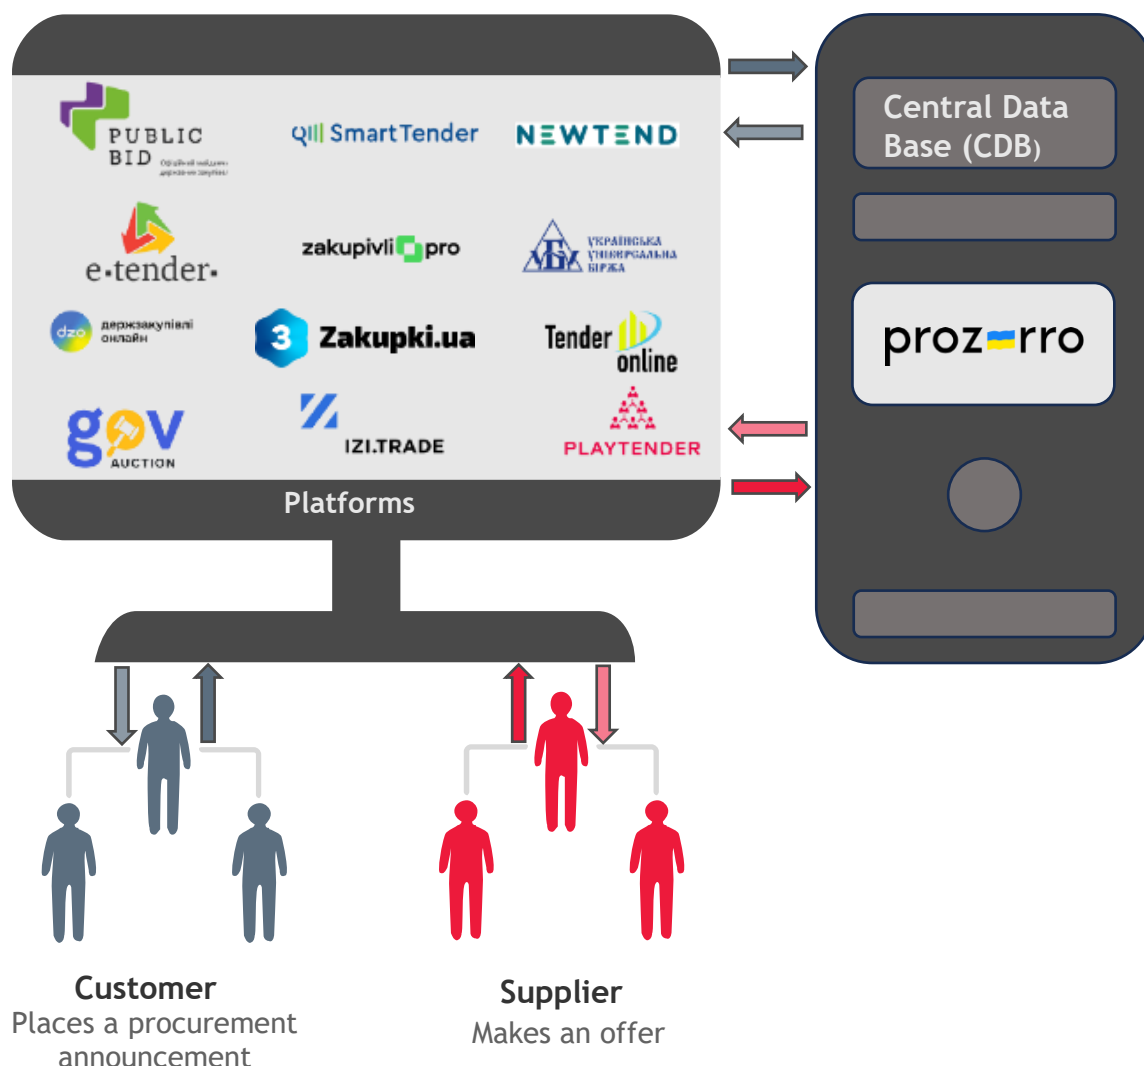 PUBLIC
BID
SmartTender
NEWTEND
e·tender·
zakupivli pro
УКРАЇНСЬКА
УНІВЕРСАЛЬНА
БІРЖА
dzo
держзакупівлі
онлайн
З Zakupki.ua
Tender
online
gov
AUCTION
IZI.TRADE
PLAYTENDER
Platforms
Central Data
Base (CDB)
prozorro
Customer
Places a procurement
announcement
Supplier
Makes an offer